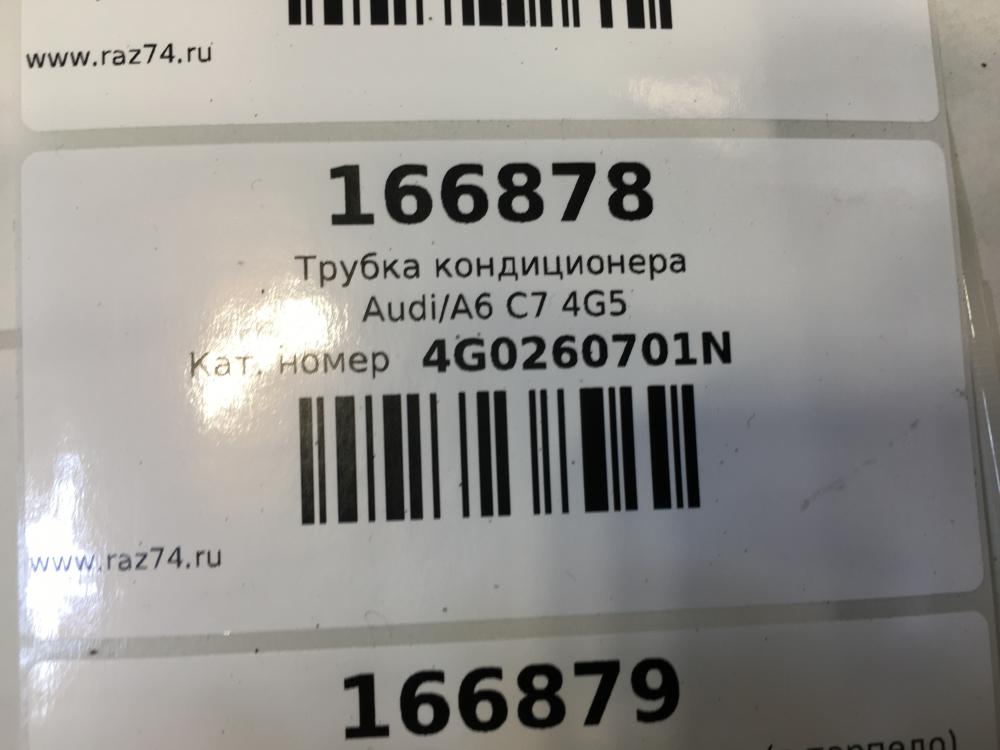 www.raz74.ru
166878
Трубка кондиционера
Audi/A6 C7 4G5
Кат. номер 4G0260701N
www.raz74.ru
166879